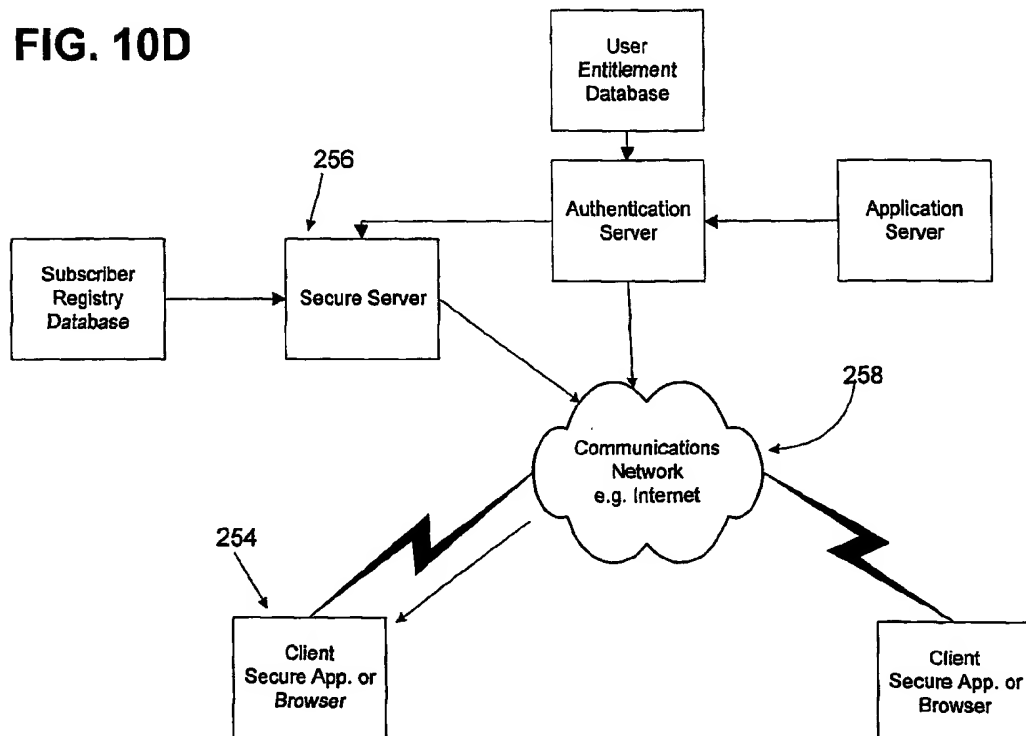 FIG. 10D
User
Entitlement
Database
256
Authentication
Server
Application
Server
Subscriber
Registry
Database
Secure Server
258
Communications
Network
e.g. Internet
254
Client
Secure App. or
Browser
Client
Secure App. or
Browser